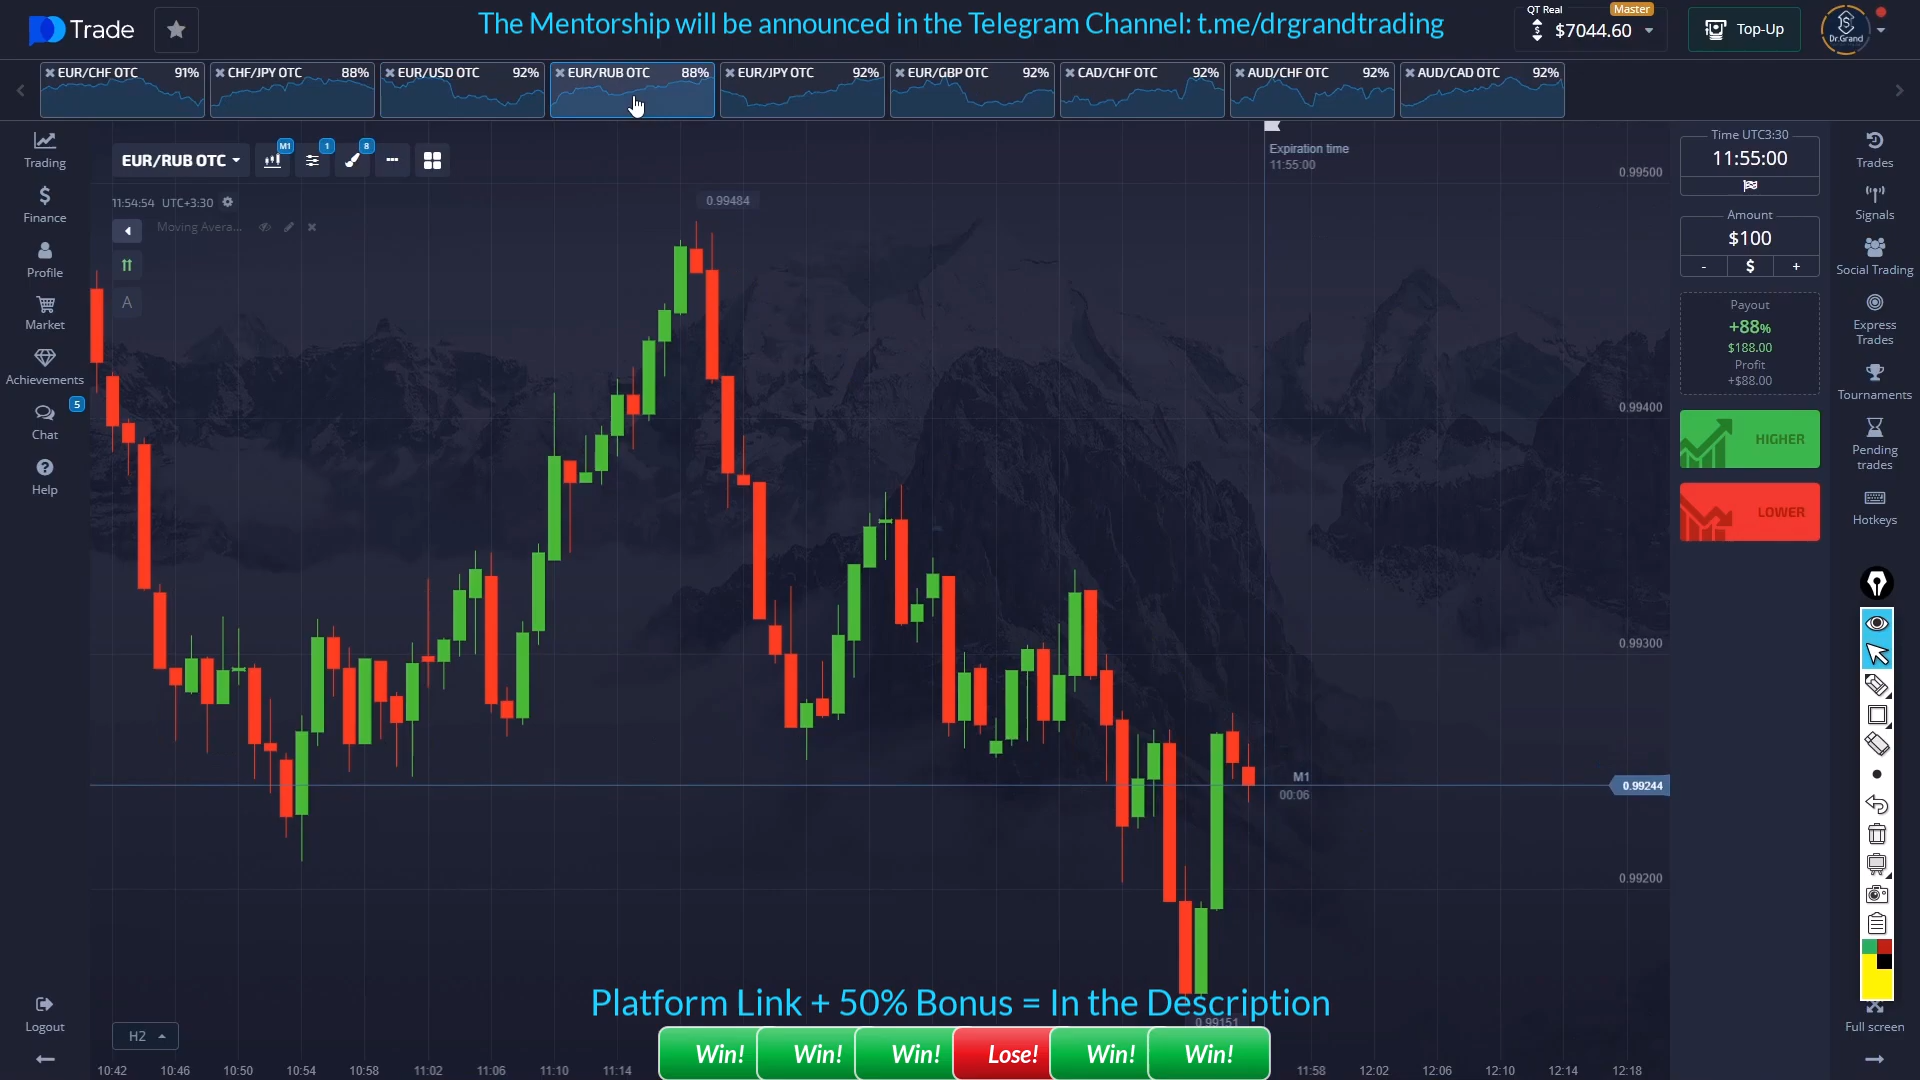 Trade
The Mentorship will be announced in the Telegram Channel: t.me/drgrandtrading
QT Real
Master
$7044.60
Top-Up
Dr.Grand
EUR/CHF OTC 91%
CHF/JPY OTC 88%
EUR/USD OTC 92%
EUR/RUB OTC 88%
EUR/JPY OTC 92%
EUR/GBP OTC 92%
CAD/CHF OTC 92%
AUD/CHF OTC 92%
AUD/CAD OTC 92%
Trading
Finance
Profile
Market
Achievements
5
Chat
Help
Logout
EUR/RUB OTC
M1
1
8
11:54:54 UTC+3:30
Moving Avera...
A
0.99484
Expiration time
11:55:00
0.99500
0.99400
0.99300
0.99244
0.99200
M1
00:06
0.99151
Time UTC3:30
11:55:00
Amount
$100
- $ +
Payout
+88%
$188.00
Profit
+$88.00
HIGHER
LOWER
Trades
Signals
Social Trading
Express
Trades
Tournaments
Pending
trades
Hotkeys
Full screen
Platform Link + 50% Bonus = In the Description
H2
Win! Win! Win! Lose! Win! Win!
10:42 10:46 10:50 10:54 10:58 11:02 11:06 11:10 11:14 11:58 12:02 12:06 12:10 12:14 12:18